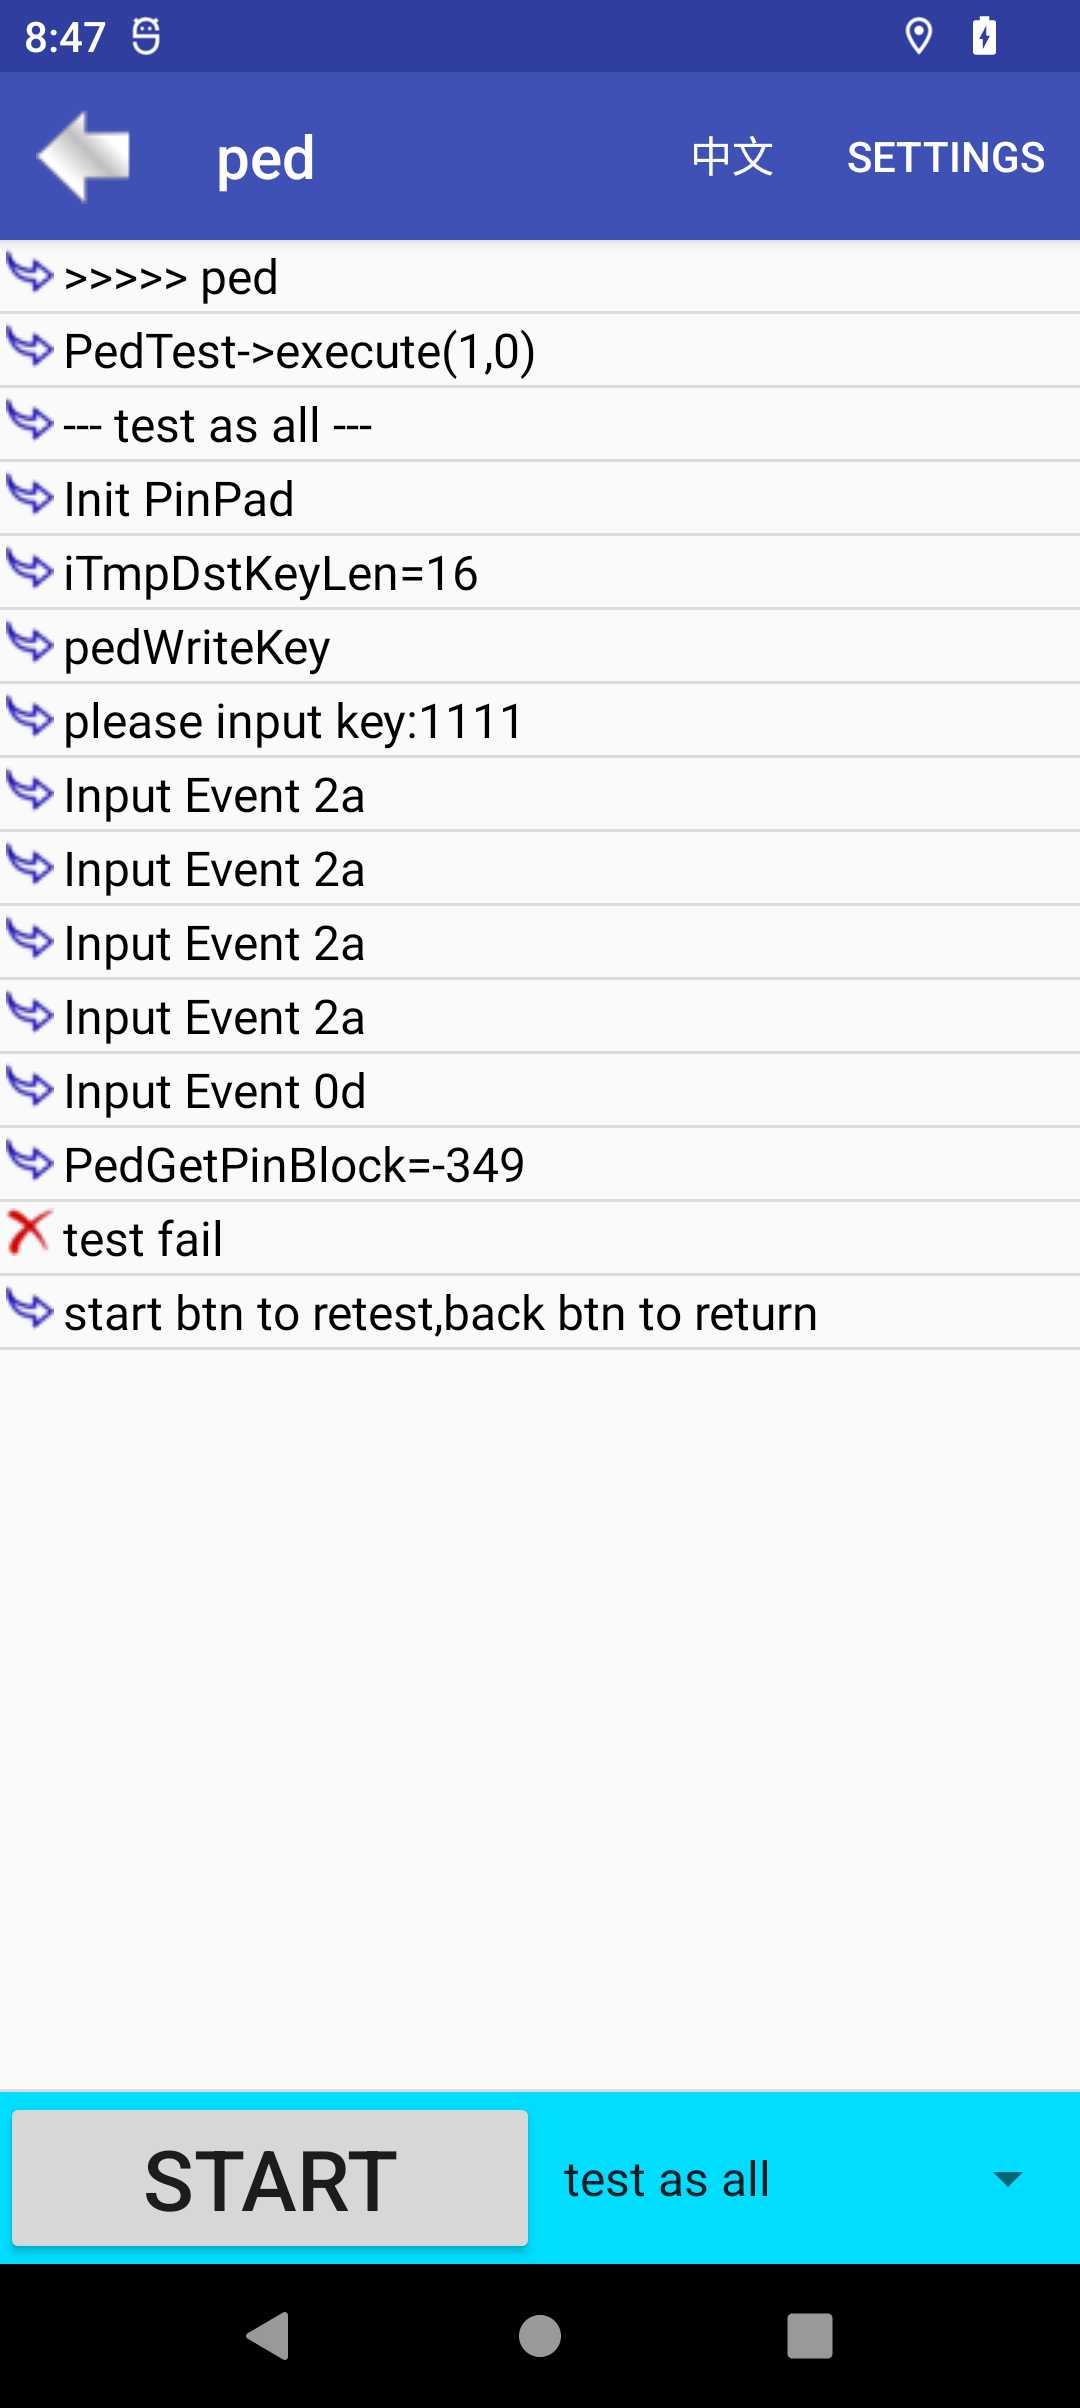 8:47
ped 中文 SETTINGS
>>>>> ped
PedTest->execute(1,0)
--- test as all ---
Init PinPad
iTmpDstKeyLen=16
pedWriteKey
please input key:1111
Input Event 2a
Input Event 2a
Input Event 2a
Input Event 2a
Input Event 0d
PedGetPinBlock=-349
test fail
start btn to retest,back btn to return
START test as all